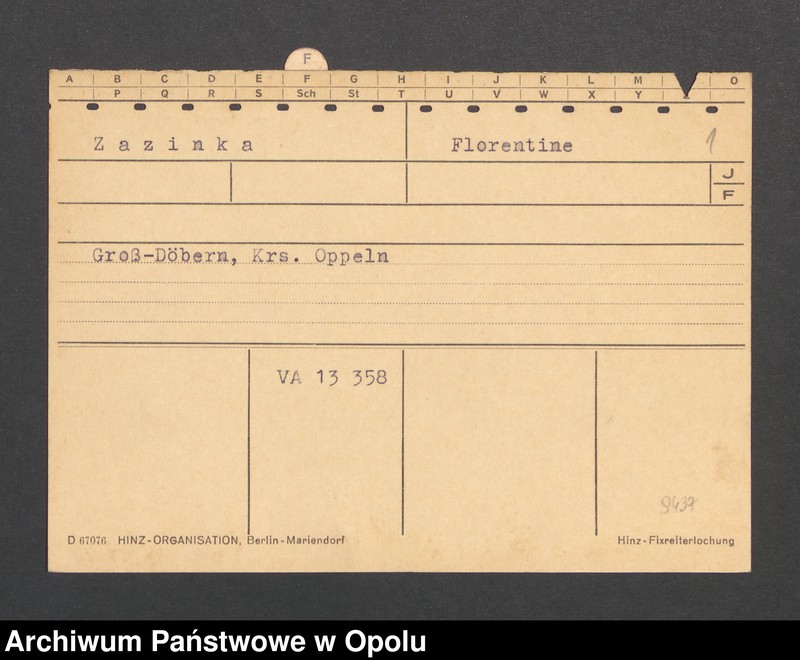 F
A B C D E F G H I J K L M O
P Q R S Sch St T U V W X Y
Zazinka Florentine 1
J
F
Groß-Döbern, Krs. Oppeln
VA 13 358
9437
D 67076 HINZ-ORGANISATION, Berlin-Mariendorf Hinz-Fixreiterlochung
Archiwum Państwowe w Opolu